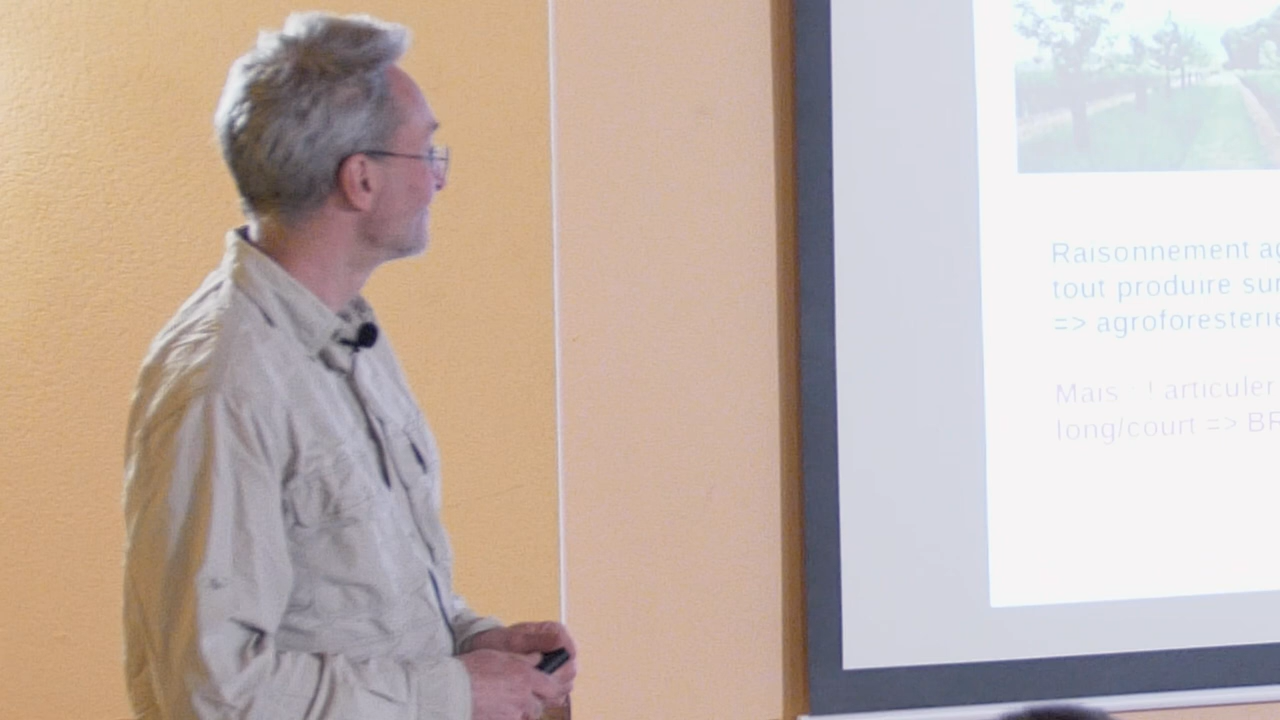 Raisonnement ag
tout produire sur
=> agroforesterie
Mais : ! articuler
long/court => BR